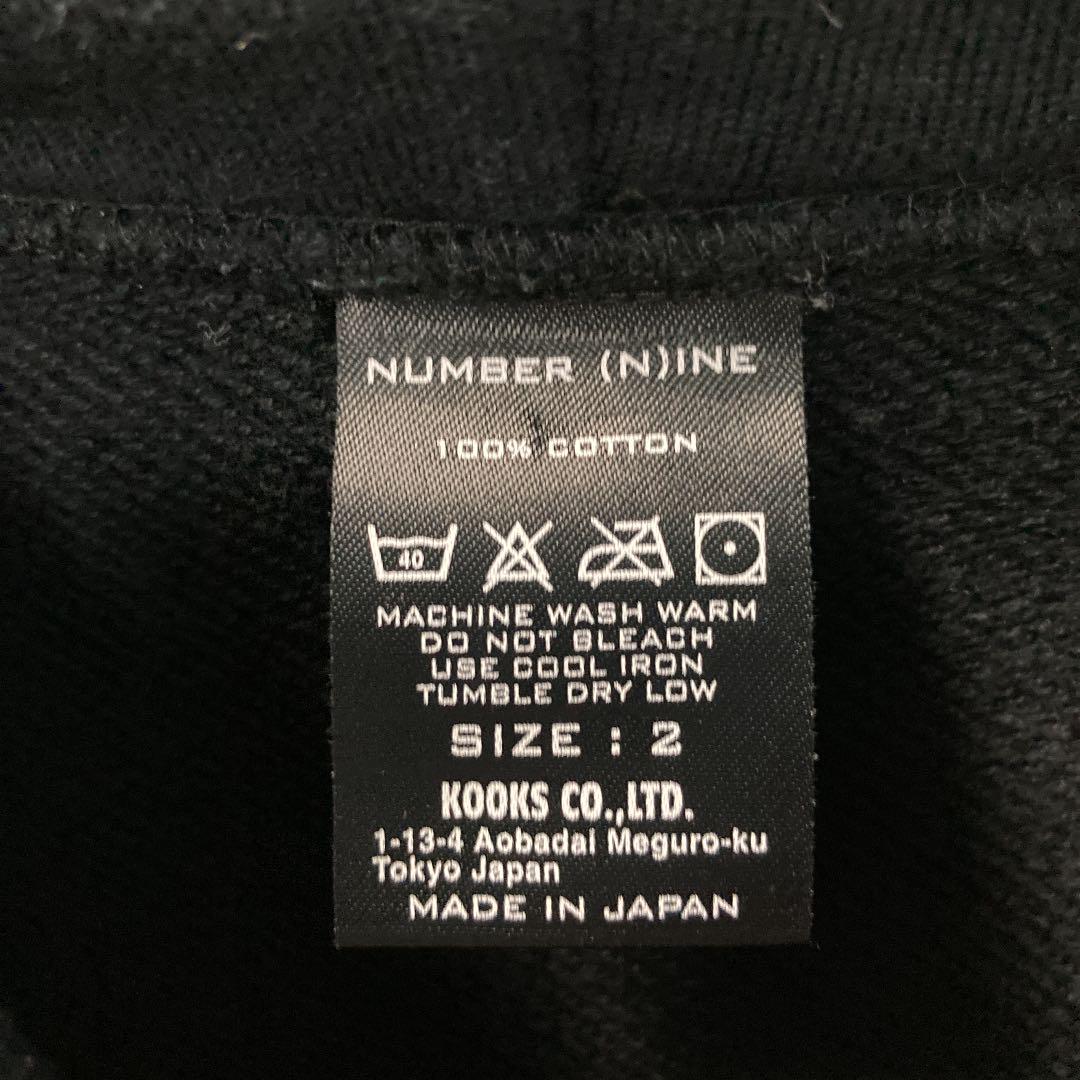 NUMBER (N)INE
100% COTTON
40
MACHINE WASH WARM
DO NOT BLEACH
USE COOL IRON
TUMBLE DRY LOW
SIZE : 2
KOOKS CO.,LTD.
1-13-4 Aobadai Meguro-ku
Tokyo Japan
MADE IN JAPAN